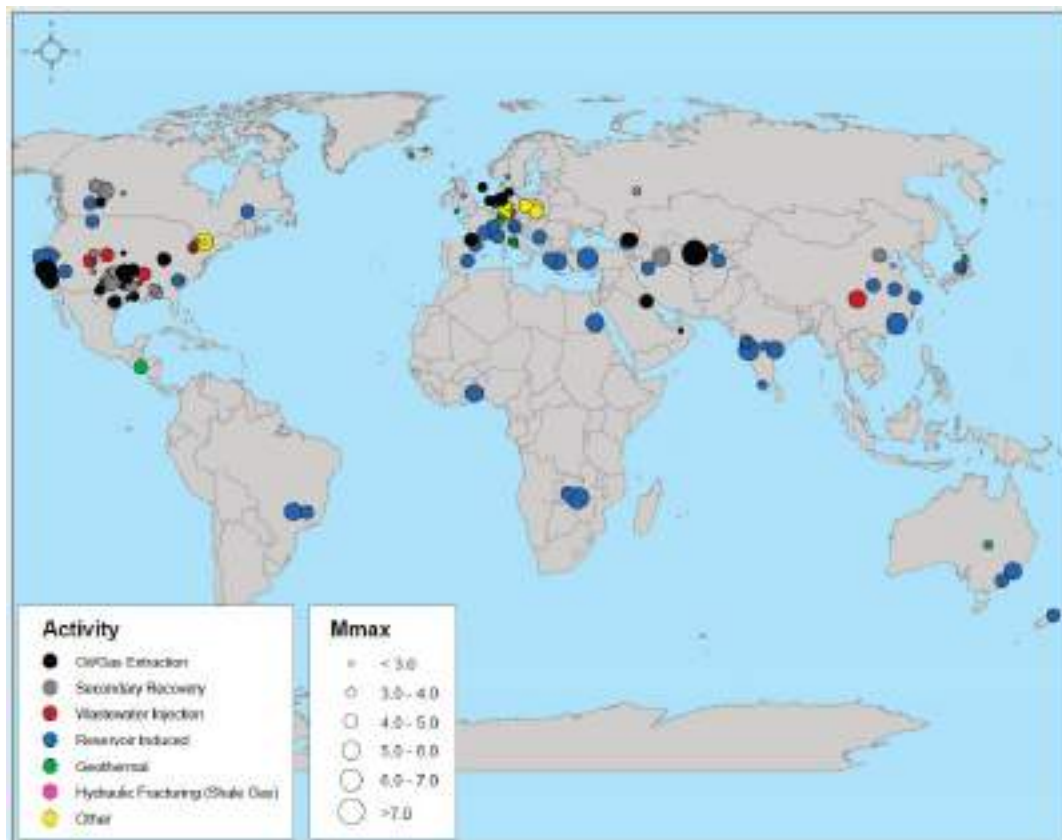 Activity
Oil/Gas Extraction
Secondary Recovery
Wastewater Injection
Reservoir Induced
Geothermal
Hydraulic Fracturing (Shale Gas)
Other
Mmax
< 3.0
3.0 - 4.0
4.0 - 5.0
5.0 - 6.0
6.0 - 7.0
>7.0